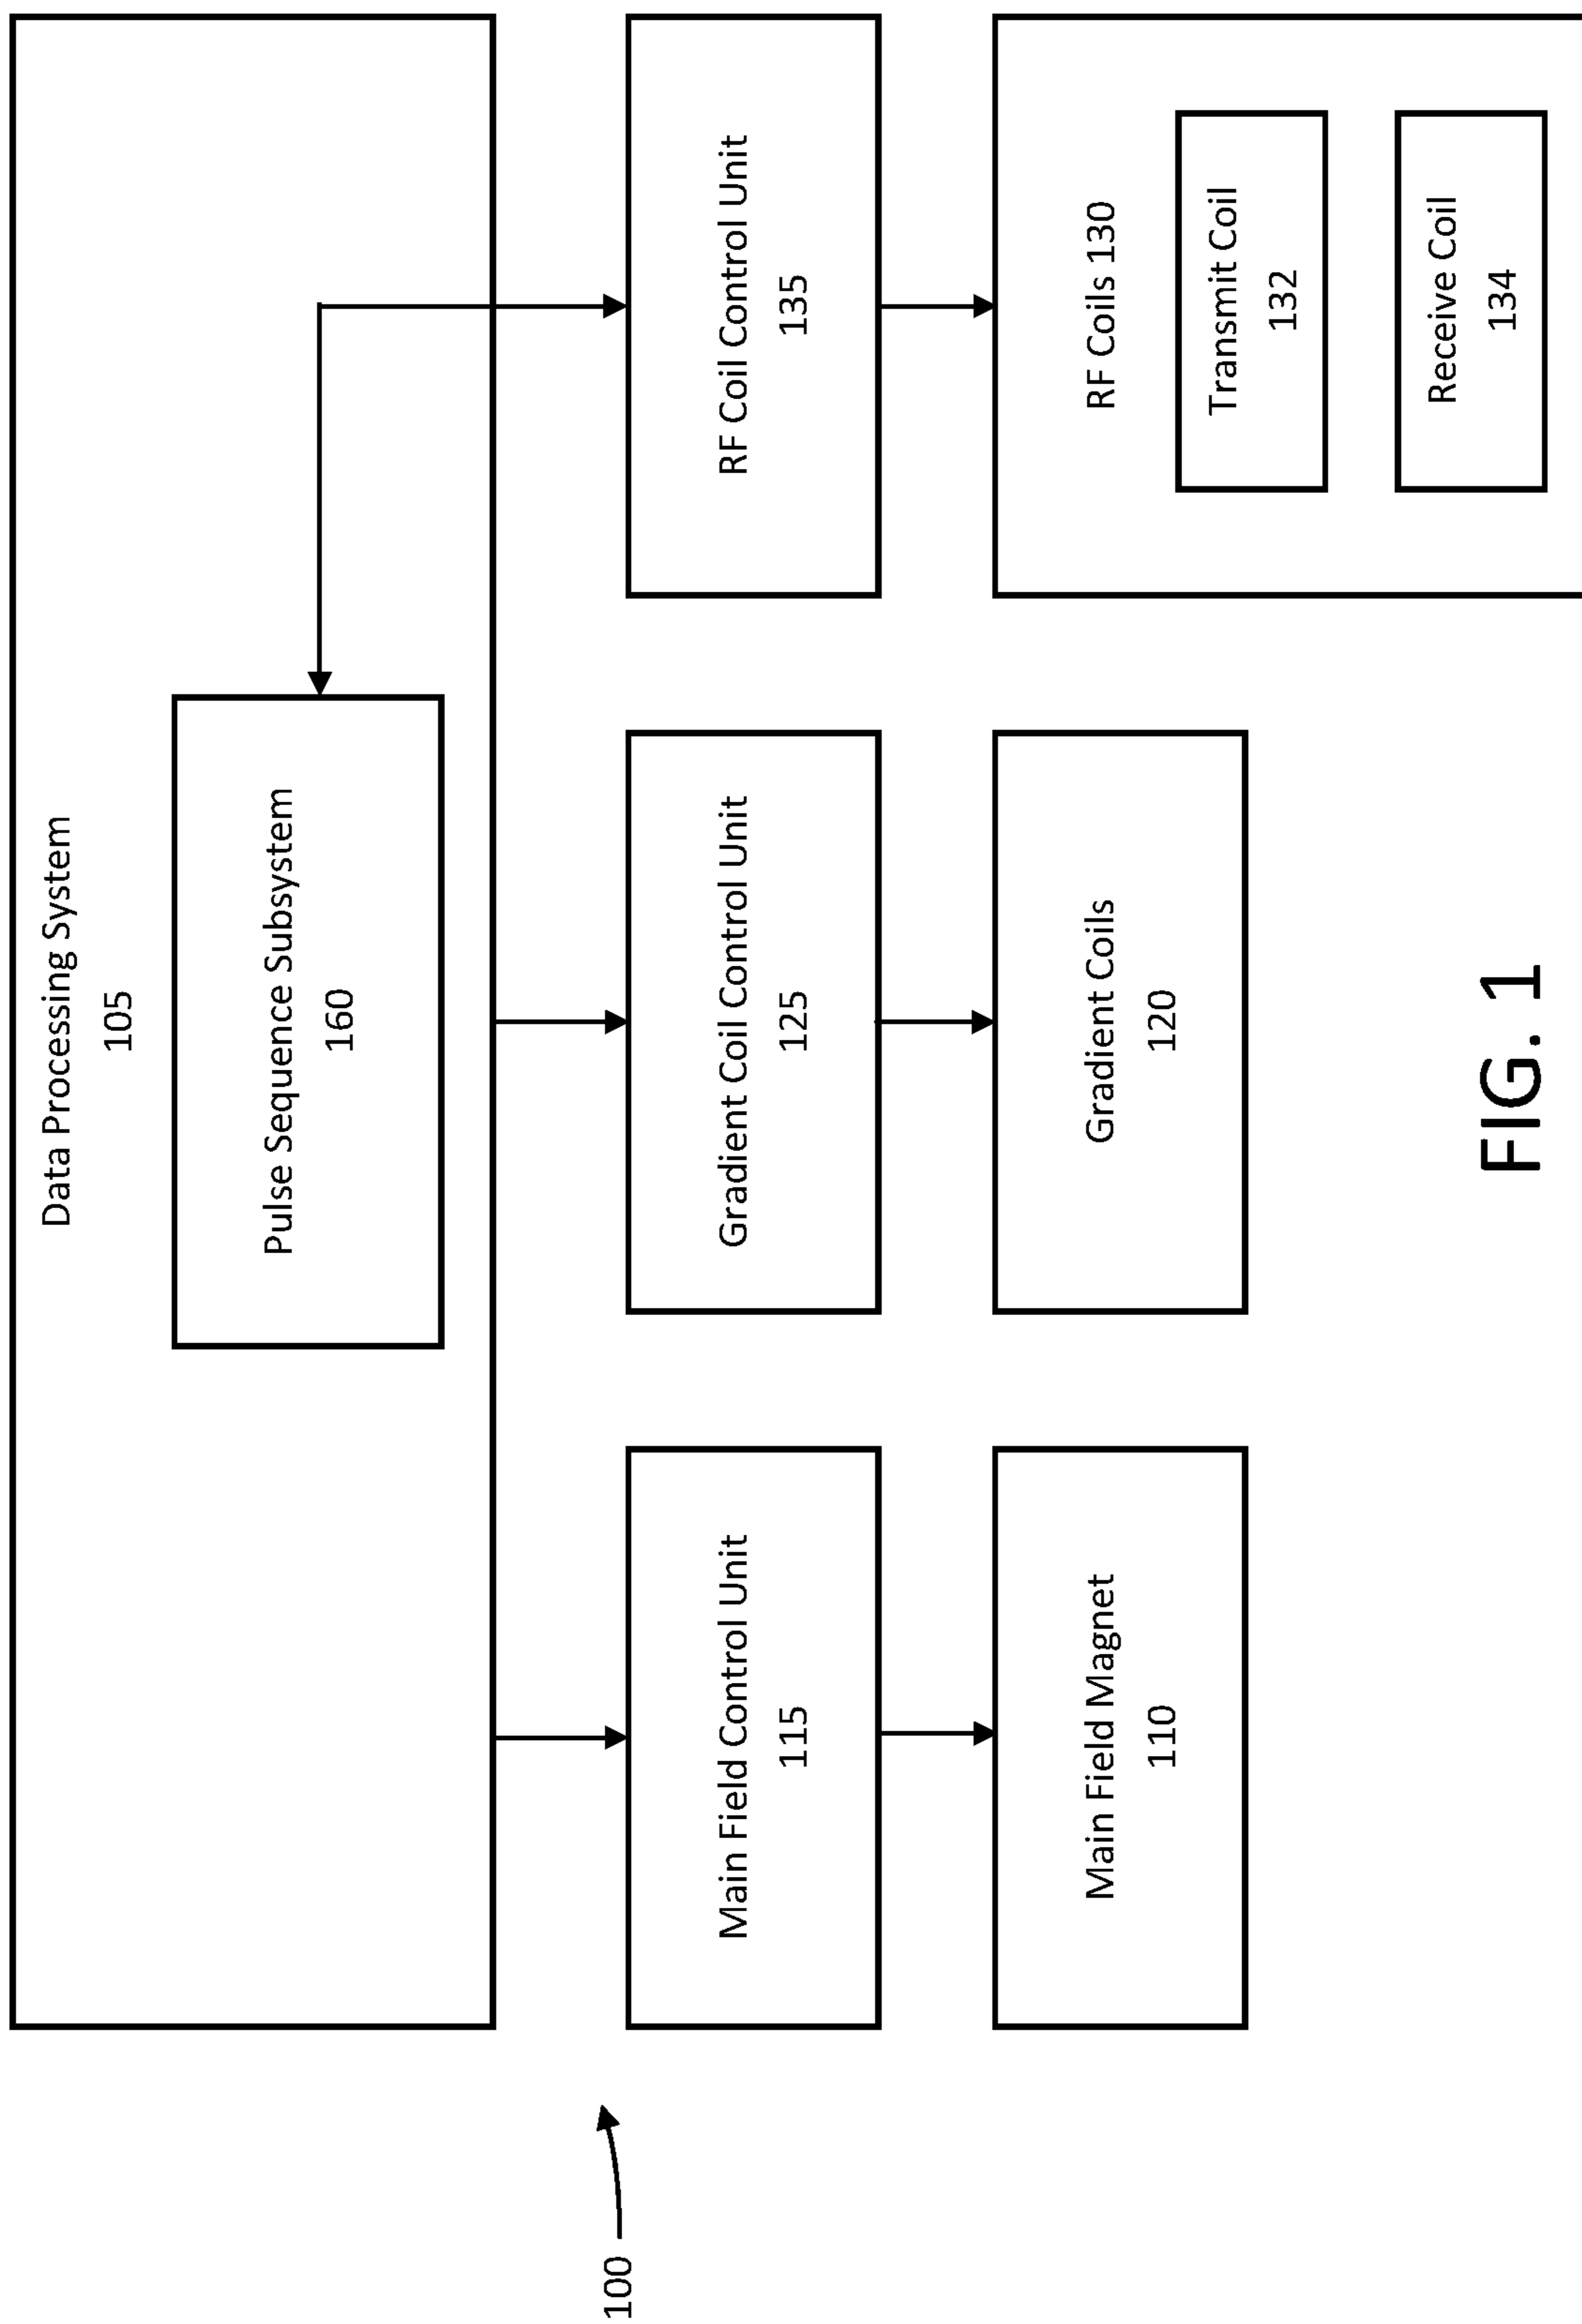 Data Processing System
105
Pulse Sequence Subsystem
160
100
Main Field Control Unit
115
Gradient Coil Control Unit
125
RF Coil Control Unit
135
Main Field Magnet
110
Gradient Coils
120
RF Coils 130
Transmit Coil
132
Receive Coil
134
FIG. 1